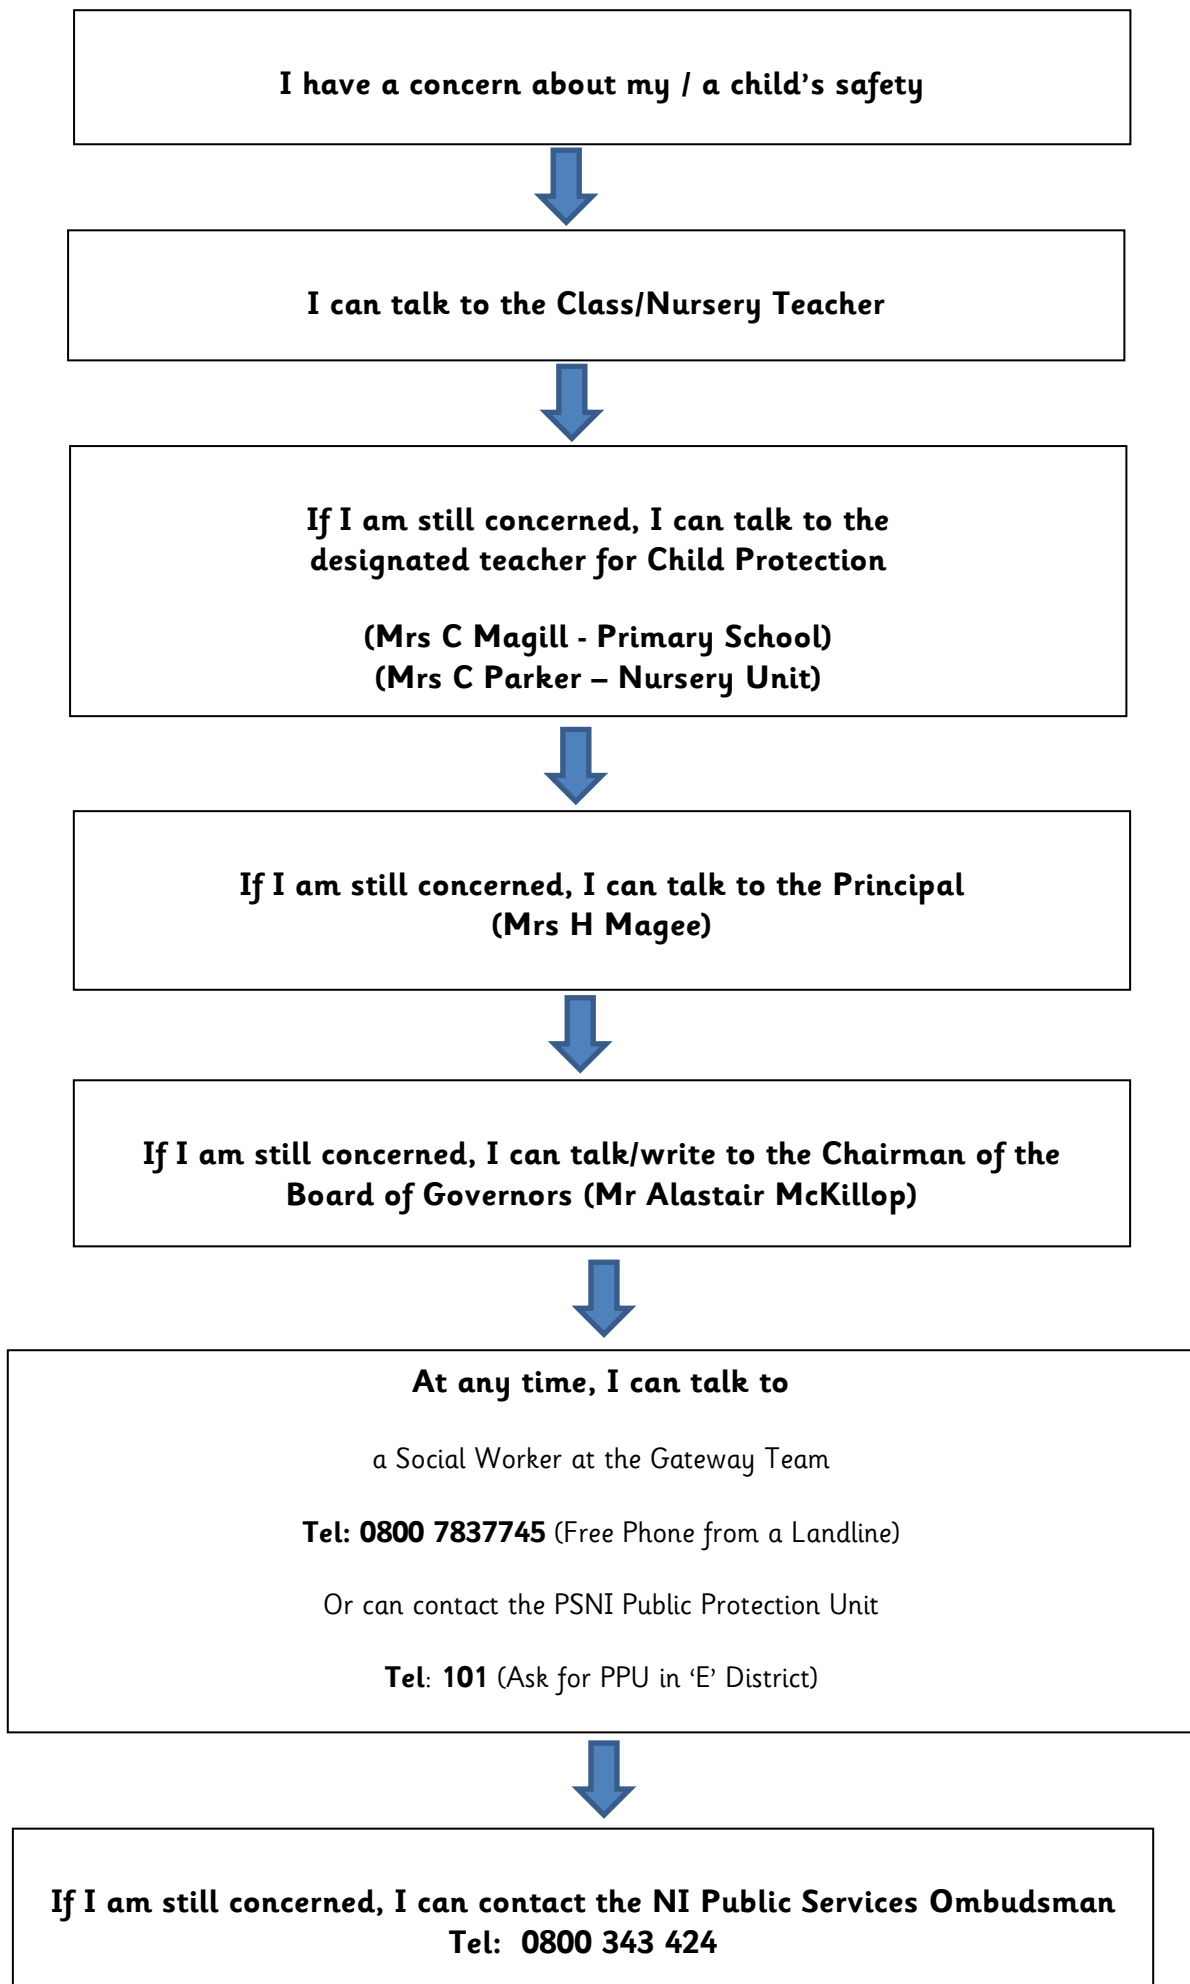 I have a concern about my / a child’s safety
I can talk to the Class/Nursery Teacher
If I am still concerned, I can talk to the
designated teacher for Child Protection
(Mrs C Magill - Primary School)
(Mrs C Parker – Nursery Unit)
If I am still concerned, I can talk to the Principal
(Mrs H Magee)
If I am still concerned, I can talk/write to the Chairman of the
Board of Governors (Mr Alastair McKillop)
At any time, I can talk to
a Social Worker at the Gateway Team
Tel: 0800 7837745 (Free Phone from a Landline)
Or can contact the PSNI Public Protection Unit
Tel: 101 (Ask for PPU in ‘E’ District)
If I am still concerned, I can contact the NI Public Services Ombudsman
Tel:  0800 343 424